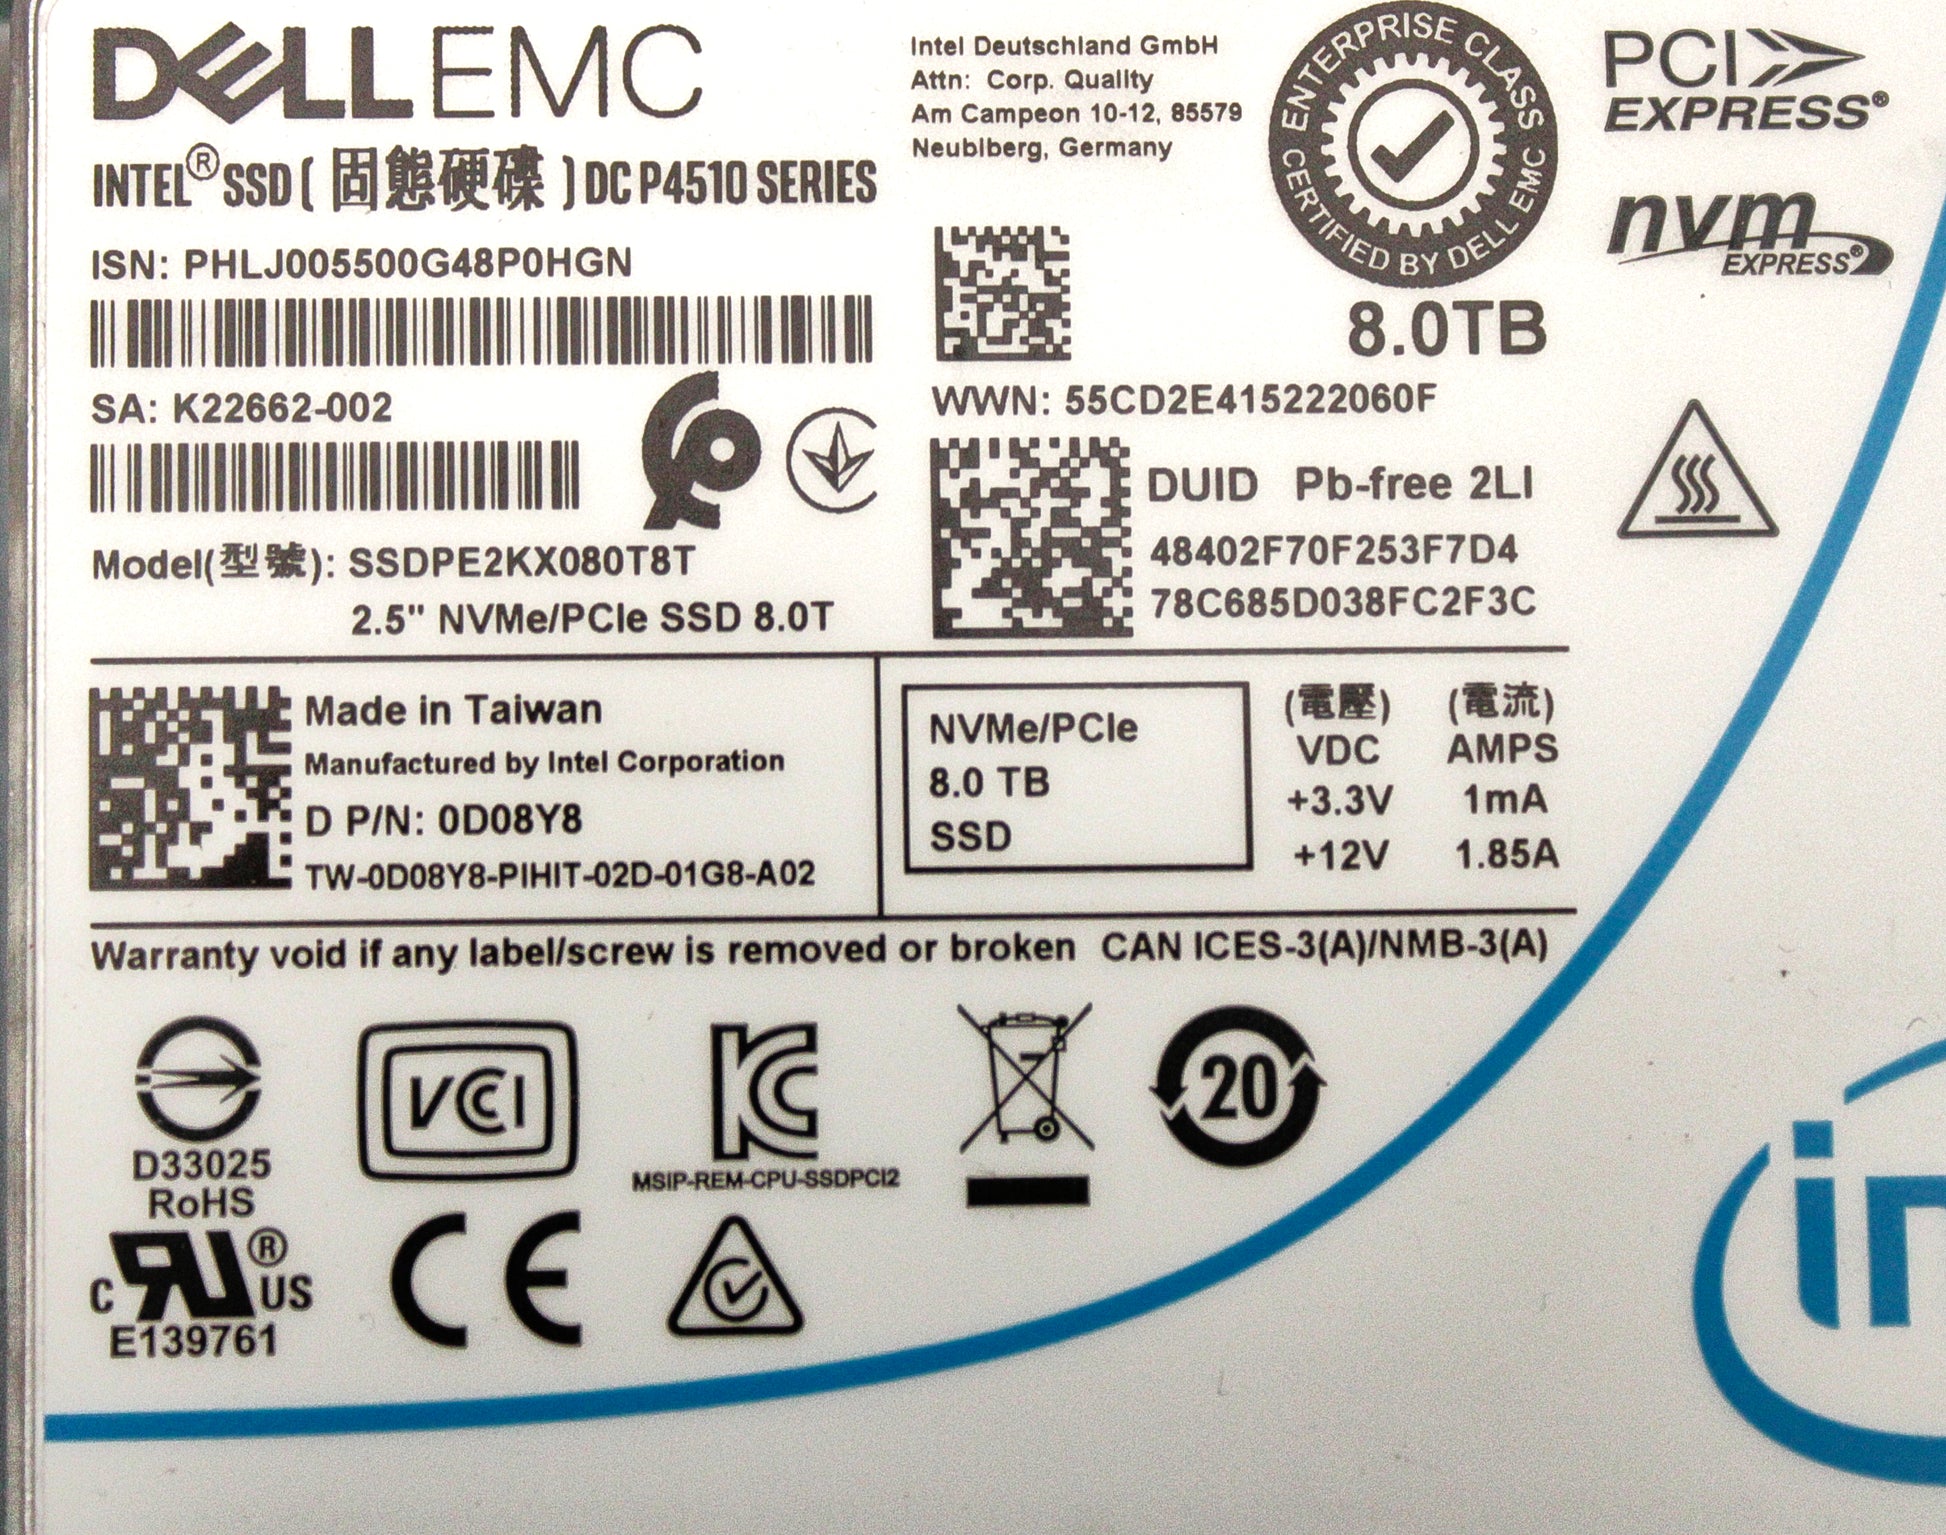 DELLEMC
INTEL® SSD ( 固態硬碟 ) DC P4510 SERIES
ISN: PHLJ005500G48P0HGN
SA: K22662-002
Model(型號): SSDPE2KX080T8T
2.5" NVMe/PCIe SSD 8.0T
Intel Deutschland GmbH
Attn: Corp. Quality
Am Campeon 10-12, 85579
Neubiberg, Germany
ENTERPRISE CLASS
CERTIFIED BY DELL EMC
8.0TB
PCI
EXPRESS®
nvm
EXPRESS®
WWN: 55CD2E415222060F
DUID Pb-free 2LI
48402F70F253F7D4
78C685D038FC2F3C
Made in Taiwan
Manufactured by Intel Corporation
D P/N: 0D08Y8
TW-0D08Y8-PIHIT-02D-01G8-A02
NVMe/PCIe
8.0 TB
SSD
(電壓) (電流)
VDC AMPS
+3.3V 1mA
+12V 1.85A
Warranty void if any label/screw is removed or broken CAN ICES-3(A)/NMB-3(A)
D33025
RoHS
VCCI
KC
MSIP-REM-CPU-SSDPCI2
20
c RU® US
E139761
CE
in